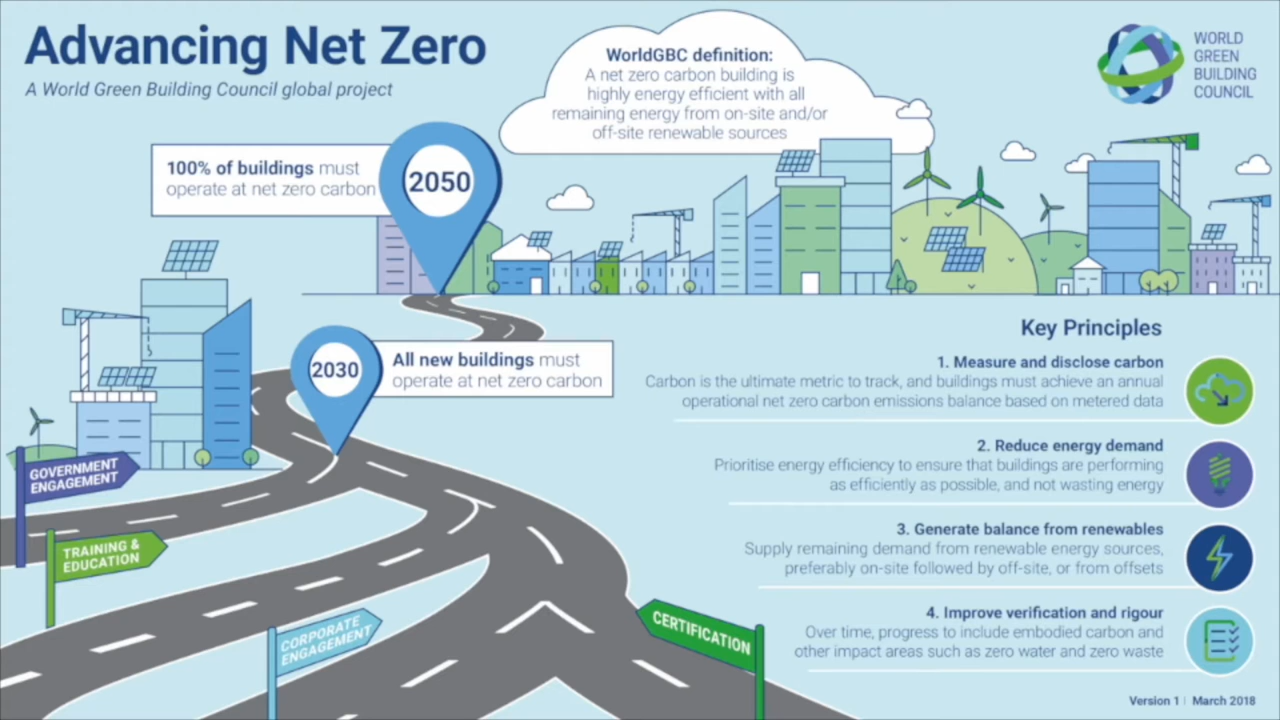 Advancing Net Zero
A World Green Building Council global project
WorldGBC definition:
A net zero carbon building is
highly energy efficient with all
remaining energy from on-site and/or
off-site renewable sources
WORLD
GREEN
BUILDING
COUNCIL
100% of buildings must
operate at net zero carbon
2050
2030
All new buildings must
operate at net zero carbon
GOVERNMENT
ENGAGEMENT
TRAINING &
EDUCATION
CORPORATE
ENGAGEMENT
CERTIFICATION
Key Principles
1. Measure and disclose carbon
Carbon is the ultimate metric to track, and buildings must achieve an annual
operational net zero carbon emissions balance based on metered data
2. Reduce energy demand
Prioritise energy efficiency to ensure that buildings are performing
as efficiently as possible, and not wasting energy
3. Generate balance from renewables
Supply remaining demand from renewable energy sources,
preferably on-site followed by off-site, or from offsets
4. Improve verification and rigour
Over time, progress to include embodied carbon and
other impact areas such as zero water and zero waste
Version 1 | March 2018